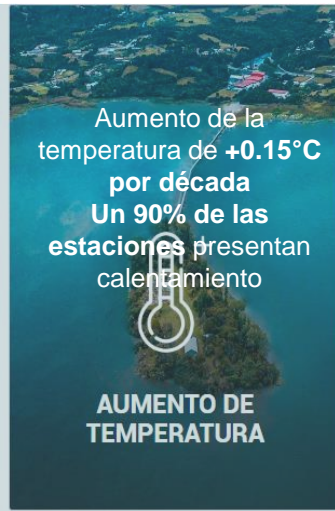 Aumento de la
temperatura de +0.15°C
por década
Un 90% de las
estaciones presentan
calentamiento
AUMENTO DE
TEMPERATURA